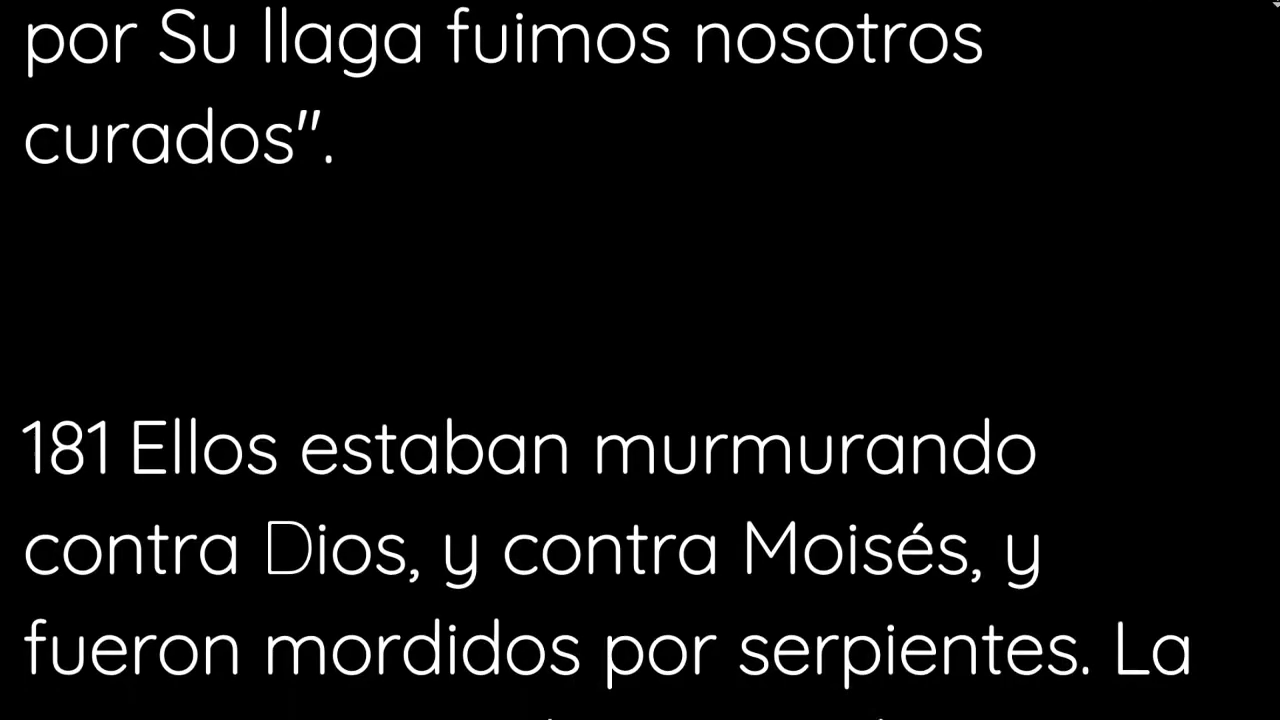 por Su llaga fuimos nosotros
curados".
181 Ellos estaban murmurando
contra Dios, y contra Moisés, y
fueron mordidos por serpientes. La